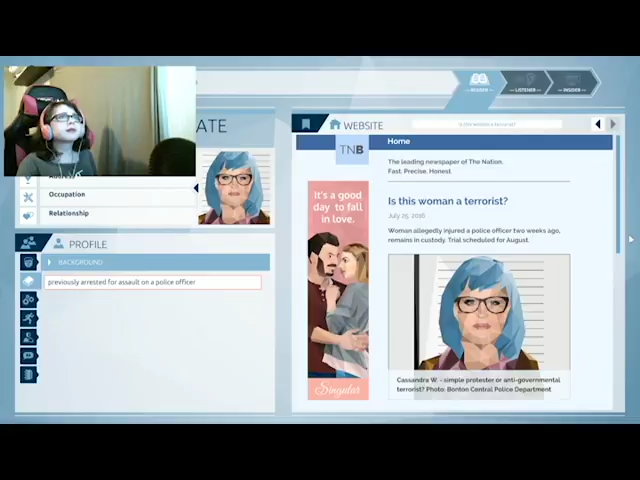 READER
LISTENER
INSIDER
ATE
Occupation
Relationship
PROFILE
BACKGROUND
previously arrested for assault on a police officer
WEBSITE
Is this woman a terrorist?
Home
TNB
The leading newspaper of The Nation.
Fast. Precise. Honest.
It's a good
day to fall
in love.
Singular
Is this woman a terrorist?
July 25, 2016
Woman allegedly injured a police officer two weeks ago,
remains in custody. Trial scheduled for August.
Cassandra W. - simple protester or anti-governmental
terrorist? Photo: Bonton Central Police Department